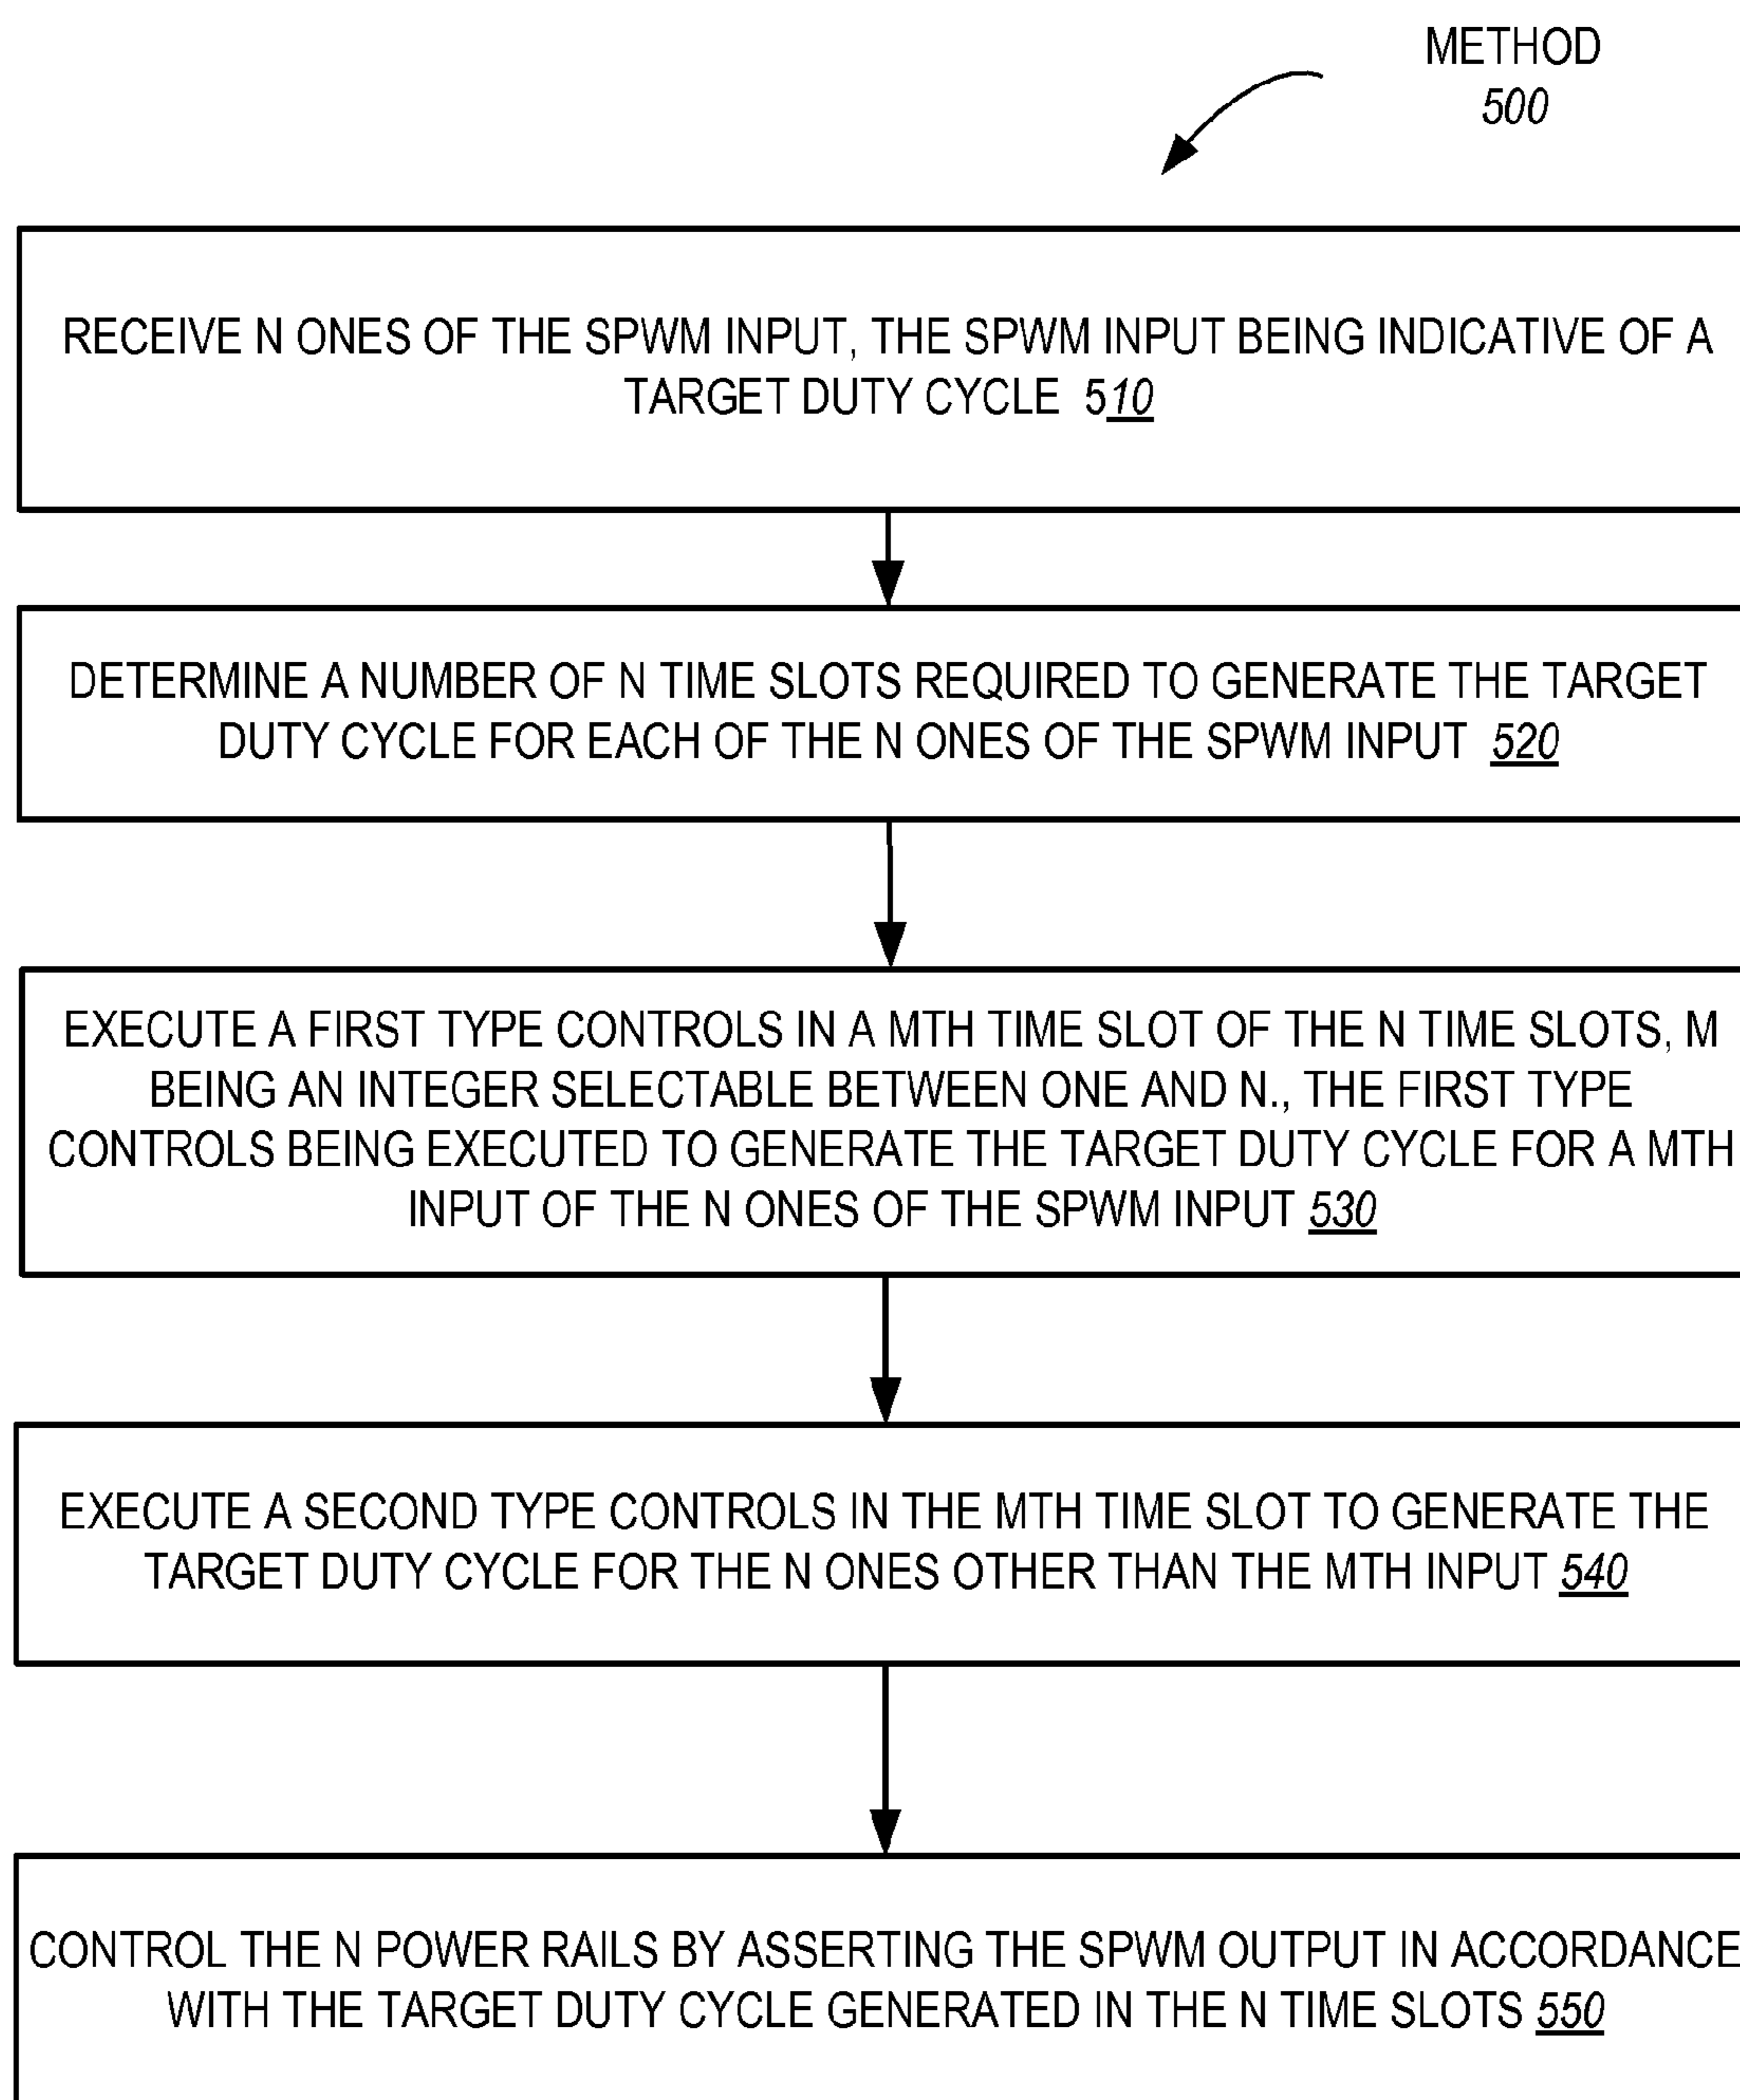 METHOD
500
RECEIVE N ONES OF THE SPWM INPUT, THE SPWM INPUT BEING INDICATIVE OF A
TARGET DUTY CYCLE 510
DETERMINE A NUMBER OF N TIME SLOTS REQUIRED TO GENERATE THE TARGET
DUTY CYCLE FOR EACH OF THE N ONES OF THE SPWM INPUT 520
EXECUTE A FIRST TYPE CONTROLS IN A MTH TIME SLOT OF THE N TIME SLOTS, M
BEING AN INTEGER SELECTABLE BETWEEN ONE AND N., THE FIRST TYPE
CONTROLS BEING EXECUTED TO GENERATE THE TARGET DUTY CYCLE FOR A MTH
INPUT OF THE N ONES OF THE SPWM INPUT 530
EXECUTE A SECOND TYPE CONTROLS IN THE MTH TIME SLOT TO GENERATE THE
TARGET DUTY CYCLE FOR THE N ONES OTHER THAN THE MTH INPUT 540
CONTROL THE N POWER RAILS BY ASSERTING THE SPWM OUTPUT IN ACCORDANCE
WITH THE TARGET DUTY CYCLE GENERATED IN THE N TIME SLOTS 550